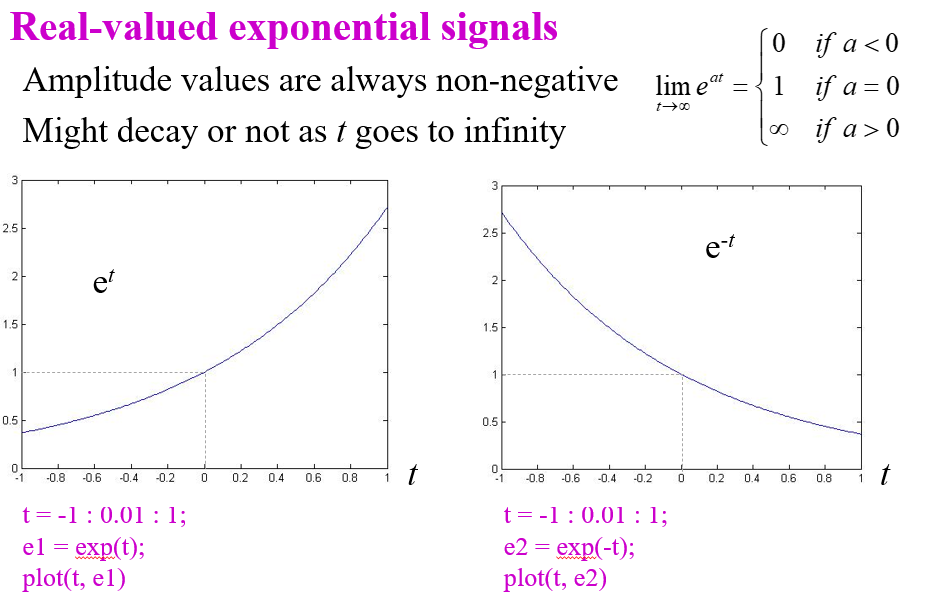 Real-valued exponential signals
Amplitude values are always non-negative
Might decay or not as t goes to infinity
lim e^at = { 0 if a < 0
t→∞
1 if a = 0
∞ if a > 0
3
2.5
2
1.5
1
0.5
0
-1 -0.8 -0.6 -0.4 -0.2 0 0.2 0.4 0.6 0.8 1
e^t
t
3
2.5
2
1.5
1
0.5
0
-1 -0.8 -0.6 -0.4 -0.2 0 0.2 0.4 0.6 0.8 1
e^-t
t
t = -1 : 0.01 : 1;
e1 = exp(t);
plot(t, e1)
t = -1 : 0.01 : 1;
e2 = exp(-t);
plot(t, e2)